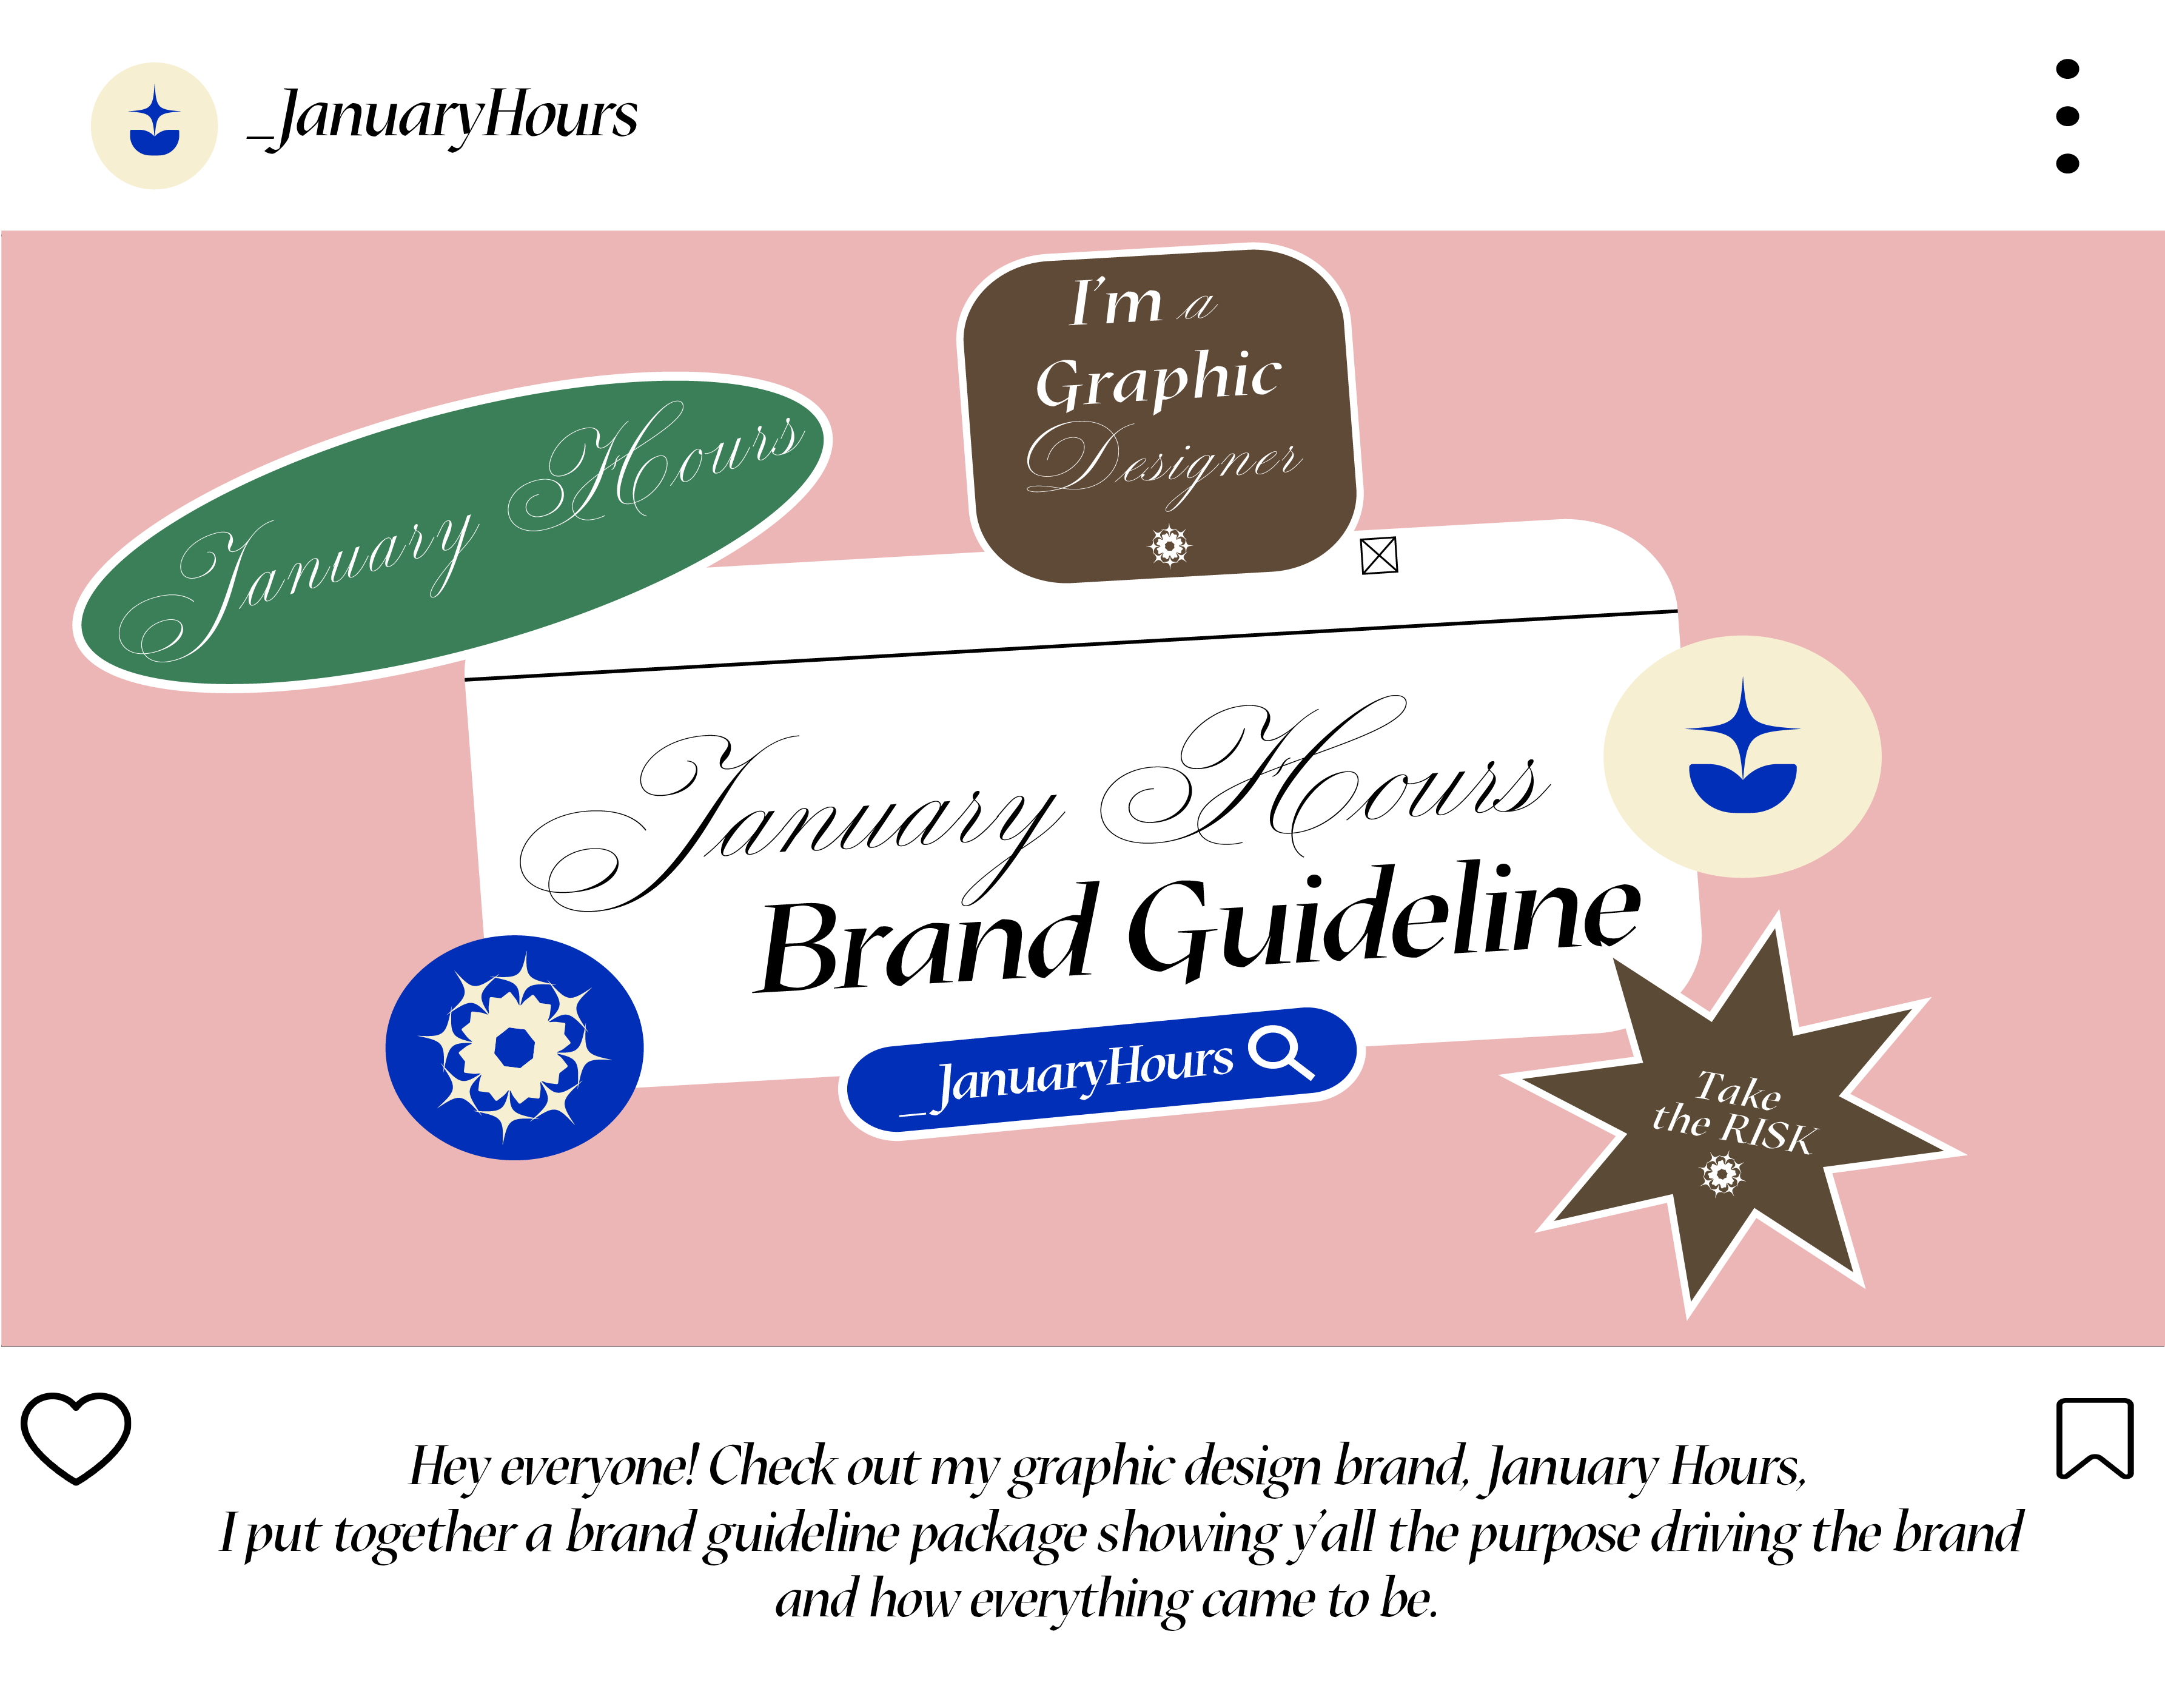 _JanuaryHours
I'm a
Graphic
Designer
January Hours
January Hours
Brand Guideline
_JanuaryHours
Take
the RISK
Hey everyone! Check out my graphic design brand, January Hours,
I put together a brand guideline package showing y'all the purpose driving the brand
and how everything came to be.